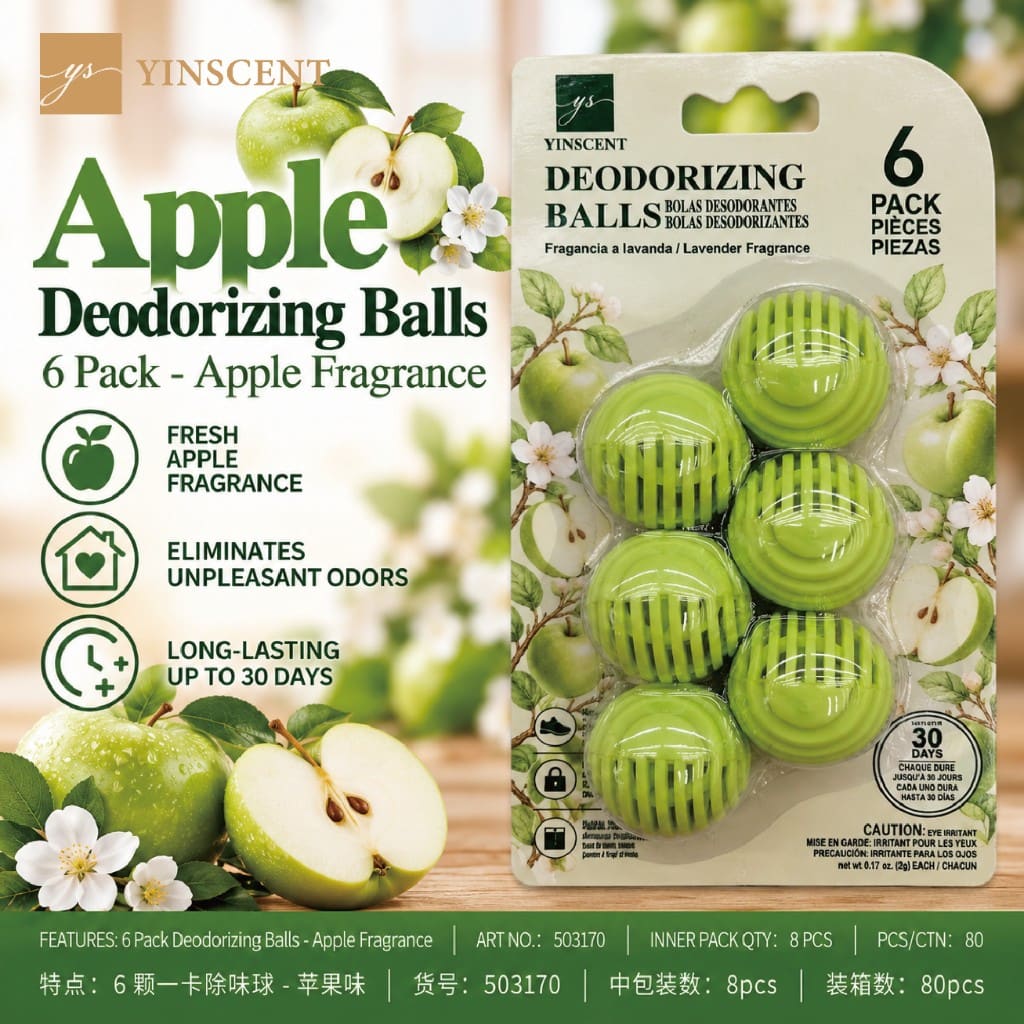 ys YINSCENT
Apple
Deodorizing Balls
6 Pack - Apple Fragrance
FRESH
APPLE
FRAGRANCE
ELIMINATES
UNPLEASANT ODORS
LONG-LASTING
UP TO 30 DAYS
ys
YINSCENT
DEODORIZING
BALLS BOLAS DESODORANTES
BOLAS DESODORIZANTES
Fragancia a lavanda / Lavender Fragrance
6
PACK
PIÈCES
PIEZAS
30
DAYS
CHAQUE DURE
JUSQU'A 30 JOURS
CADA UNO DURA
HASTA 30 DÍAS
CAUTION: EYE IRRITANT
MISE EN GARDE: IRRITANT POUR LES YEUX
PRECAUCIÓN: IRRITANTE PARA LOS OJOS
net wt 0.17 oz. (2g) EACH / CHACUN
FEATURES: 6 Pack Deodorizing Balls - Apple Fragrance | ART NO.: 503170 | INNER PACK QTY: 8 PCS | PCS/CTN: 80
特点：6 颗一卡除味球 - 苹果味 | 货号：503170 | 中包装数：8pcs | 装箱数：80pcs